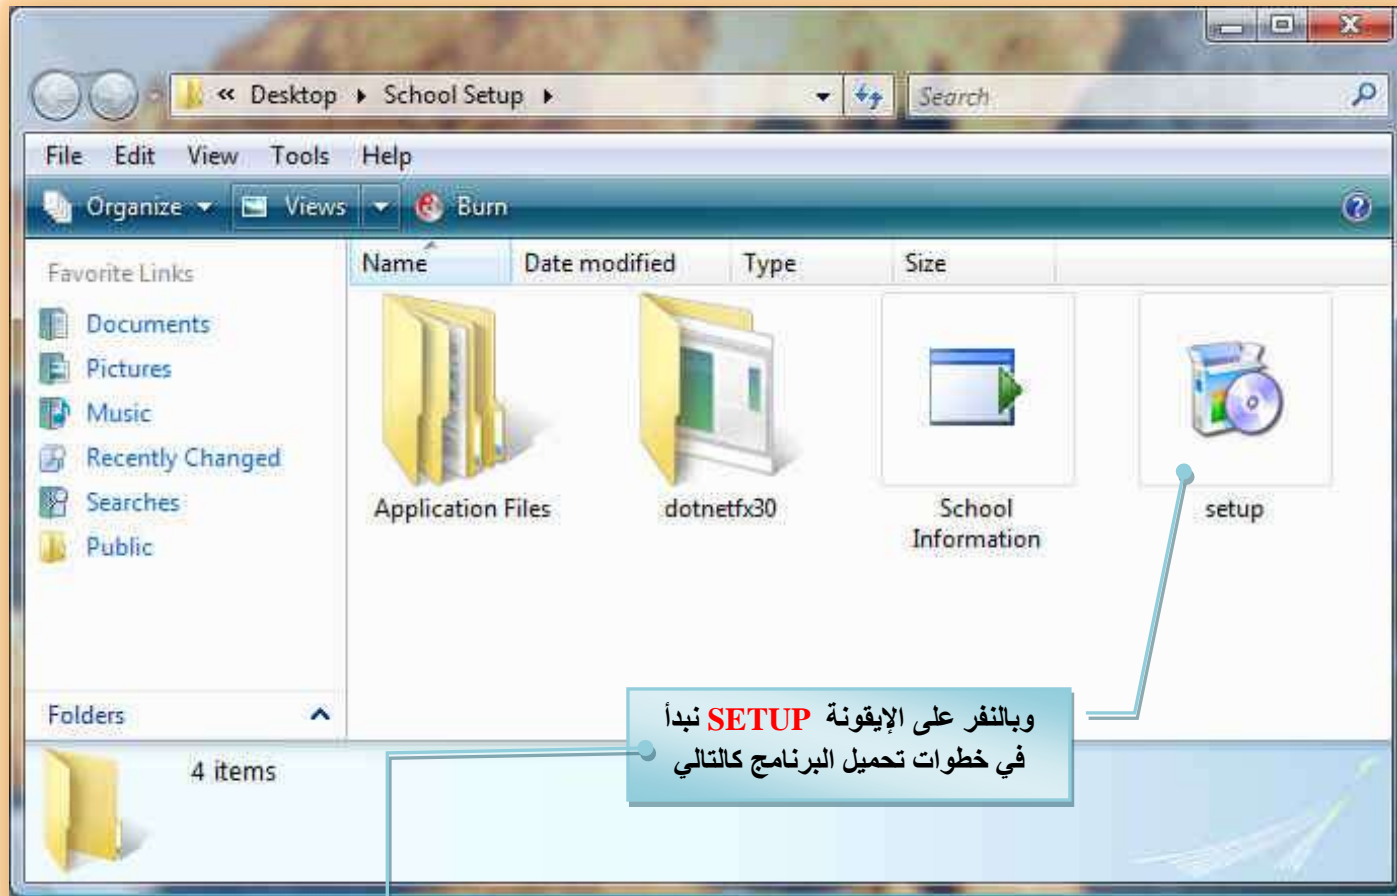 « Desktop ▸ School Setup ▸
Search
File Edit View Tools Help
Organize Views Burn
Favorite Links
Documents
Pictures
Music
Recently Changed
Searches
Public
Folders
Name Date modified Type Size
Application Files
dotnetfx30
School
Information
setup
وبالنفر على الإيقونة SETUP نبدأ
في خطوات تحميل البرنامج كالتالي
4 items